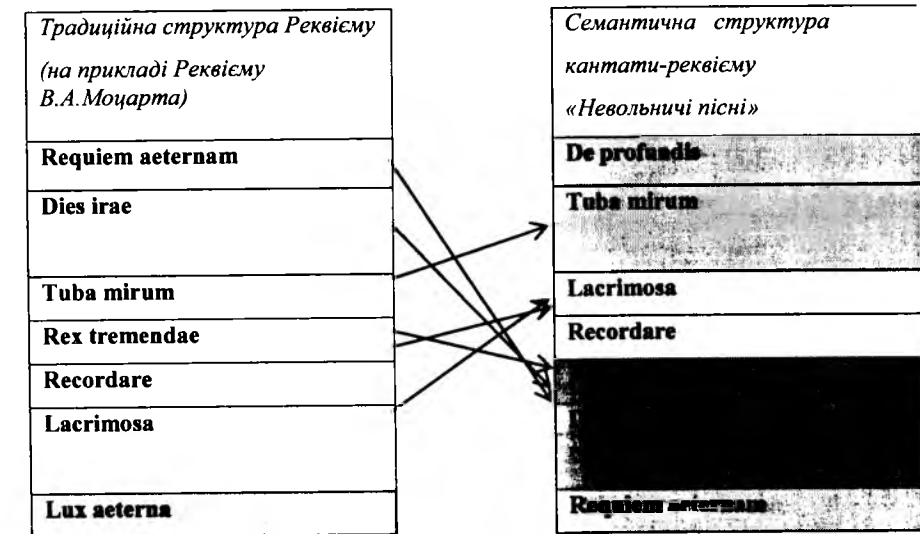 Традиційна структура Реквієму
(на прикладі Реквієму
В.А.Моцарта)
Requiem aeternam
Dies irae
Tuba mirum
Rex tremendae
Recordare
Lacrimosa
Lux aeterna
Семантична структура
кантати-реквієму
«Невольничі пісні»
De profundis
Tuba mirum
Lacrimosa
Recordare
Requiem aeternam